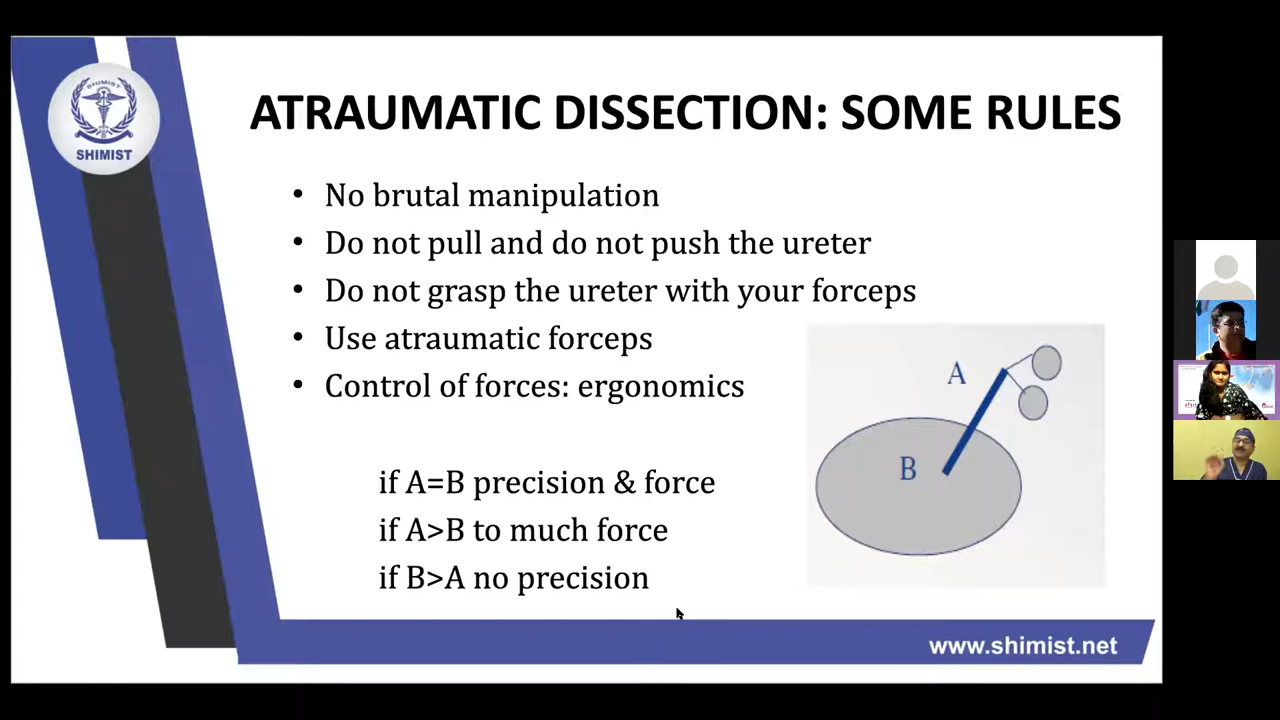 SHIMIST
SHIMIST
ATRAUMATIC DISSECTION: SOME RULES
• No brutal manipulation
• Do not pull and do not push the ureter
• Do not grasp the ureter with your forceps
• Use atraumatic forceps
• Control of forces: ergonomics
A
B
if A=B precision & force
if A>B to much force
if B>A no precision
www.shimist.net